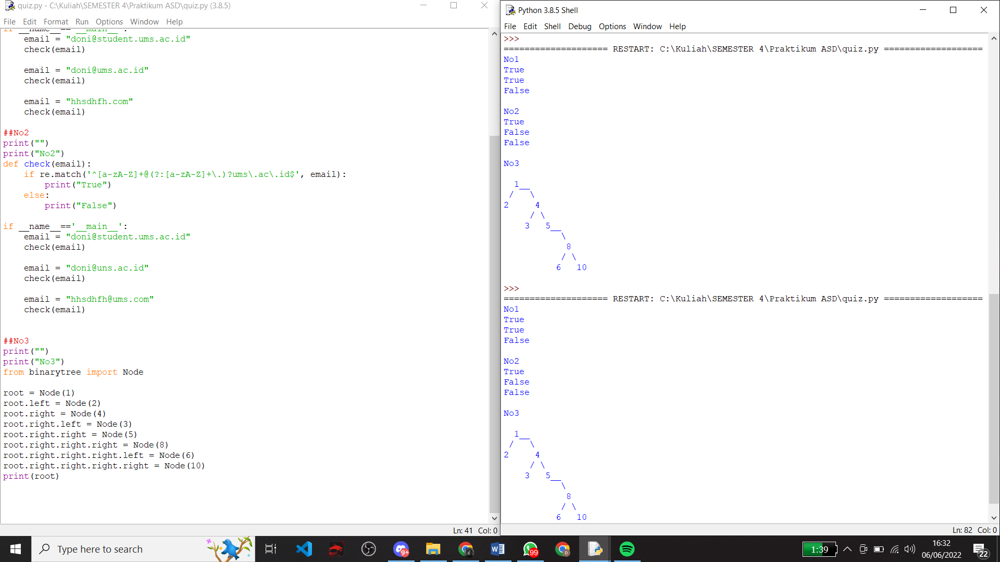 quiz.py - C:\Kuliah\SEMESTER 4\Praktikum ASD\quiz.py (3.8.5)
File Edit Format Run Options Window Help
if __name__=='__main__':
    email = "doni@student.ums.ac.id"
    check(email)

    email = "doni@ums.ac.id"
    check(email)

    email = "hhsdhfh.com"
    check(email)

##No2
print("")
print("No2")
def check(email):
    if re.match('^[a-zA-Z]+@(?:[a-zA-Z]+\.)?ums\.ac\.id$', email):
        print("True")
    else:
        print("False")

if __name__=='__main__':
    email = "doni@student.ums.ac.id"
    check(email)

    email = "doni@uns.ac.id"
    check(email)

    email = "hhsdhfh@ums.com"
    check(email)


##No3
print("")
print("No3")
from binarytree import Node

root = Node(1)
root.left = Node(2)
root.right = Node(4)
root.right.left = Node(3)
root.right.right = Node(5)
root.right.right.right = Node(8)
root.right.right.right.left = Node(6)
root.right.right.right.right = Node(10)
print(root)
Ln: 41 Col: 0
Python 3.8.5 Shell
File Edit Shell Debug Options Window Help
>>>
==================== RESTART: C:\Kuliah\SEMESTER 4\Praktikum ASD\quiz.py ===================
No1
True
True
False

No2
True
False
False

No3

  1__
 /   \
2     4
     / \
    3   5__
           \
            8
           / \
          6   10

>>>
==================== RESTART: C:\Kuliah\SEMESTER 4\Praktikum ASD\quiz.py ===================
No1
True
True
False

No2
True
False
False

No3

  1__
 /   \
2     4
     / \
    3   5__
           \
            8
           / \
          6   10
Ln: 82 Col: 0
Type here to search
9+
99
D
1:39
16:32
06/06/2022
22